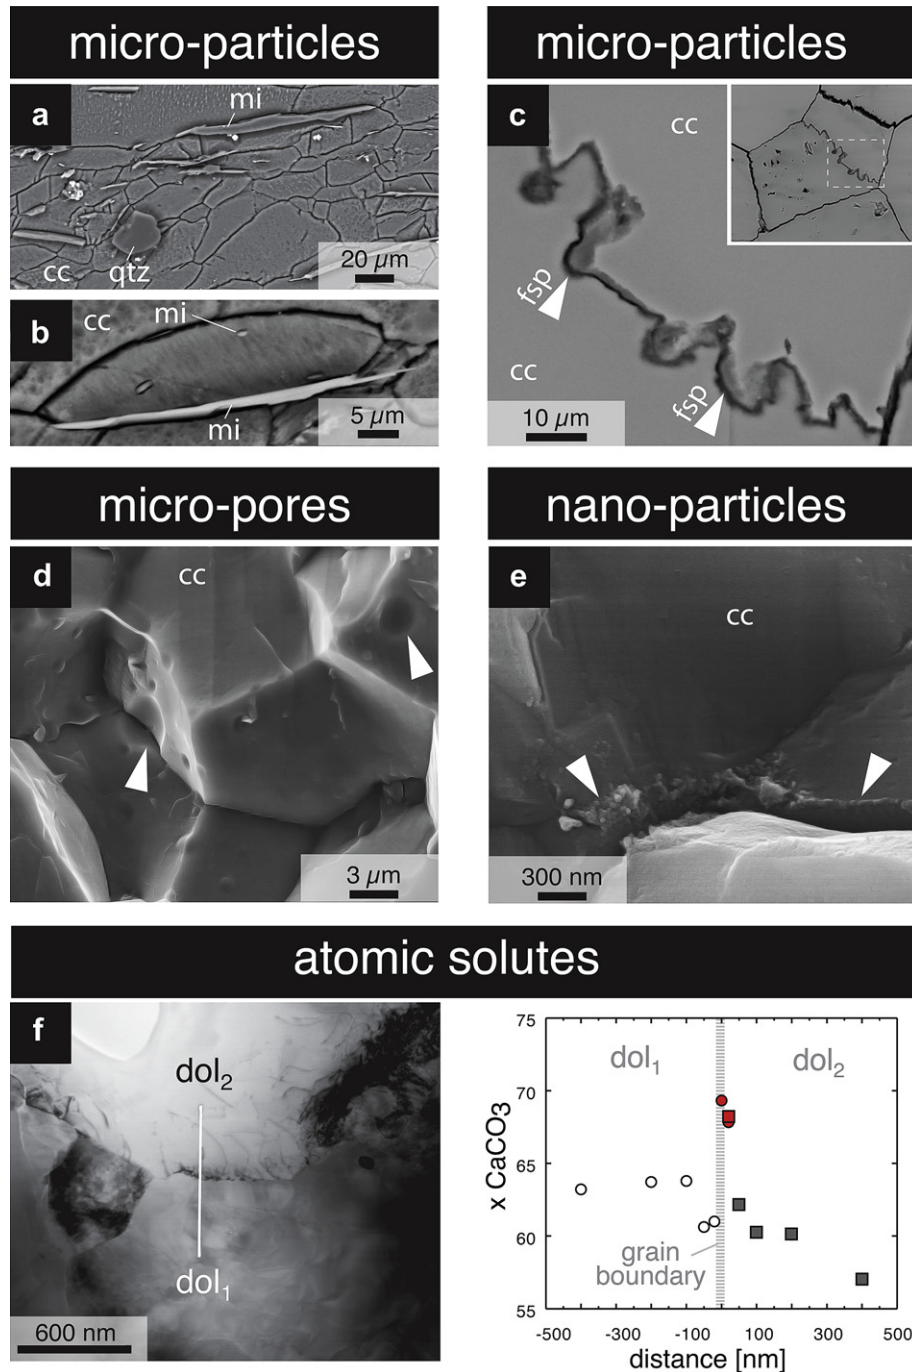 micro-particles
a
mi
cc
qtz
20 µm
b
cc
mi
mi
5 µm
micro-particles
c
cc
fsp
cc
fsp
10 µm
micro-pores
d
cc
3 µm
nano-particles
e
cc
300 nm
atomic solutes
f
dol2
dol1
600 nm
75
70
65
60
55
x CaCO3
dol1
dol2
grain
boundary
-500
-300
-100
100
300
500
distance [nm]